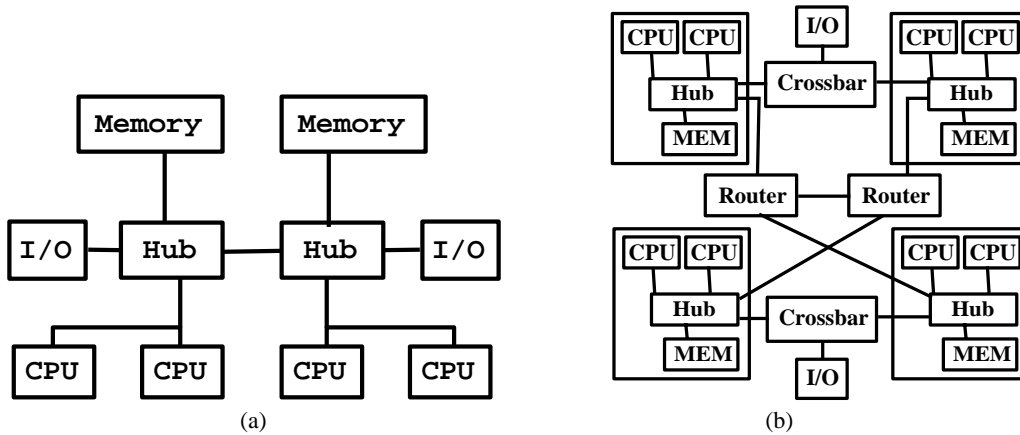 Memory Memory
I/O Hub Hub I/O
CPU CPU CPU CPU
(a)
I/O
CPU CPU CPU CPU
Crossbar
Hub Hub
MEM MEM
Router Router
CPU CPU CPU CPU
Hub Hub
Crossbar
MEM MEM
I/O
(b)